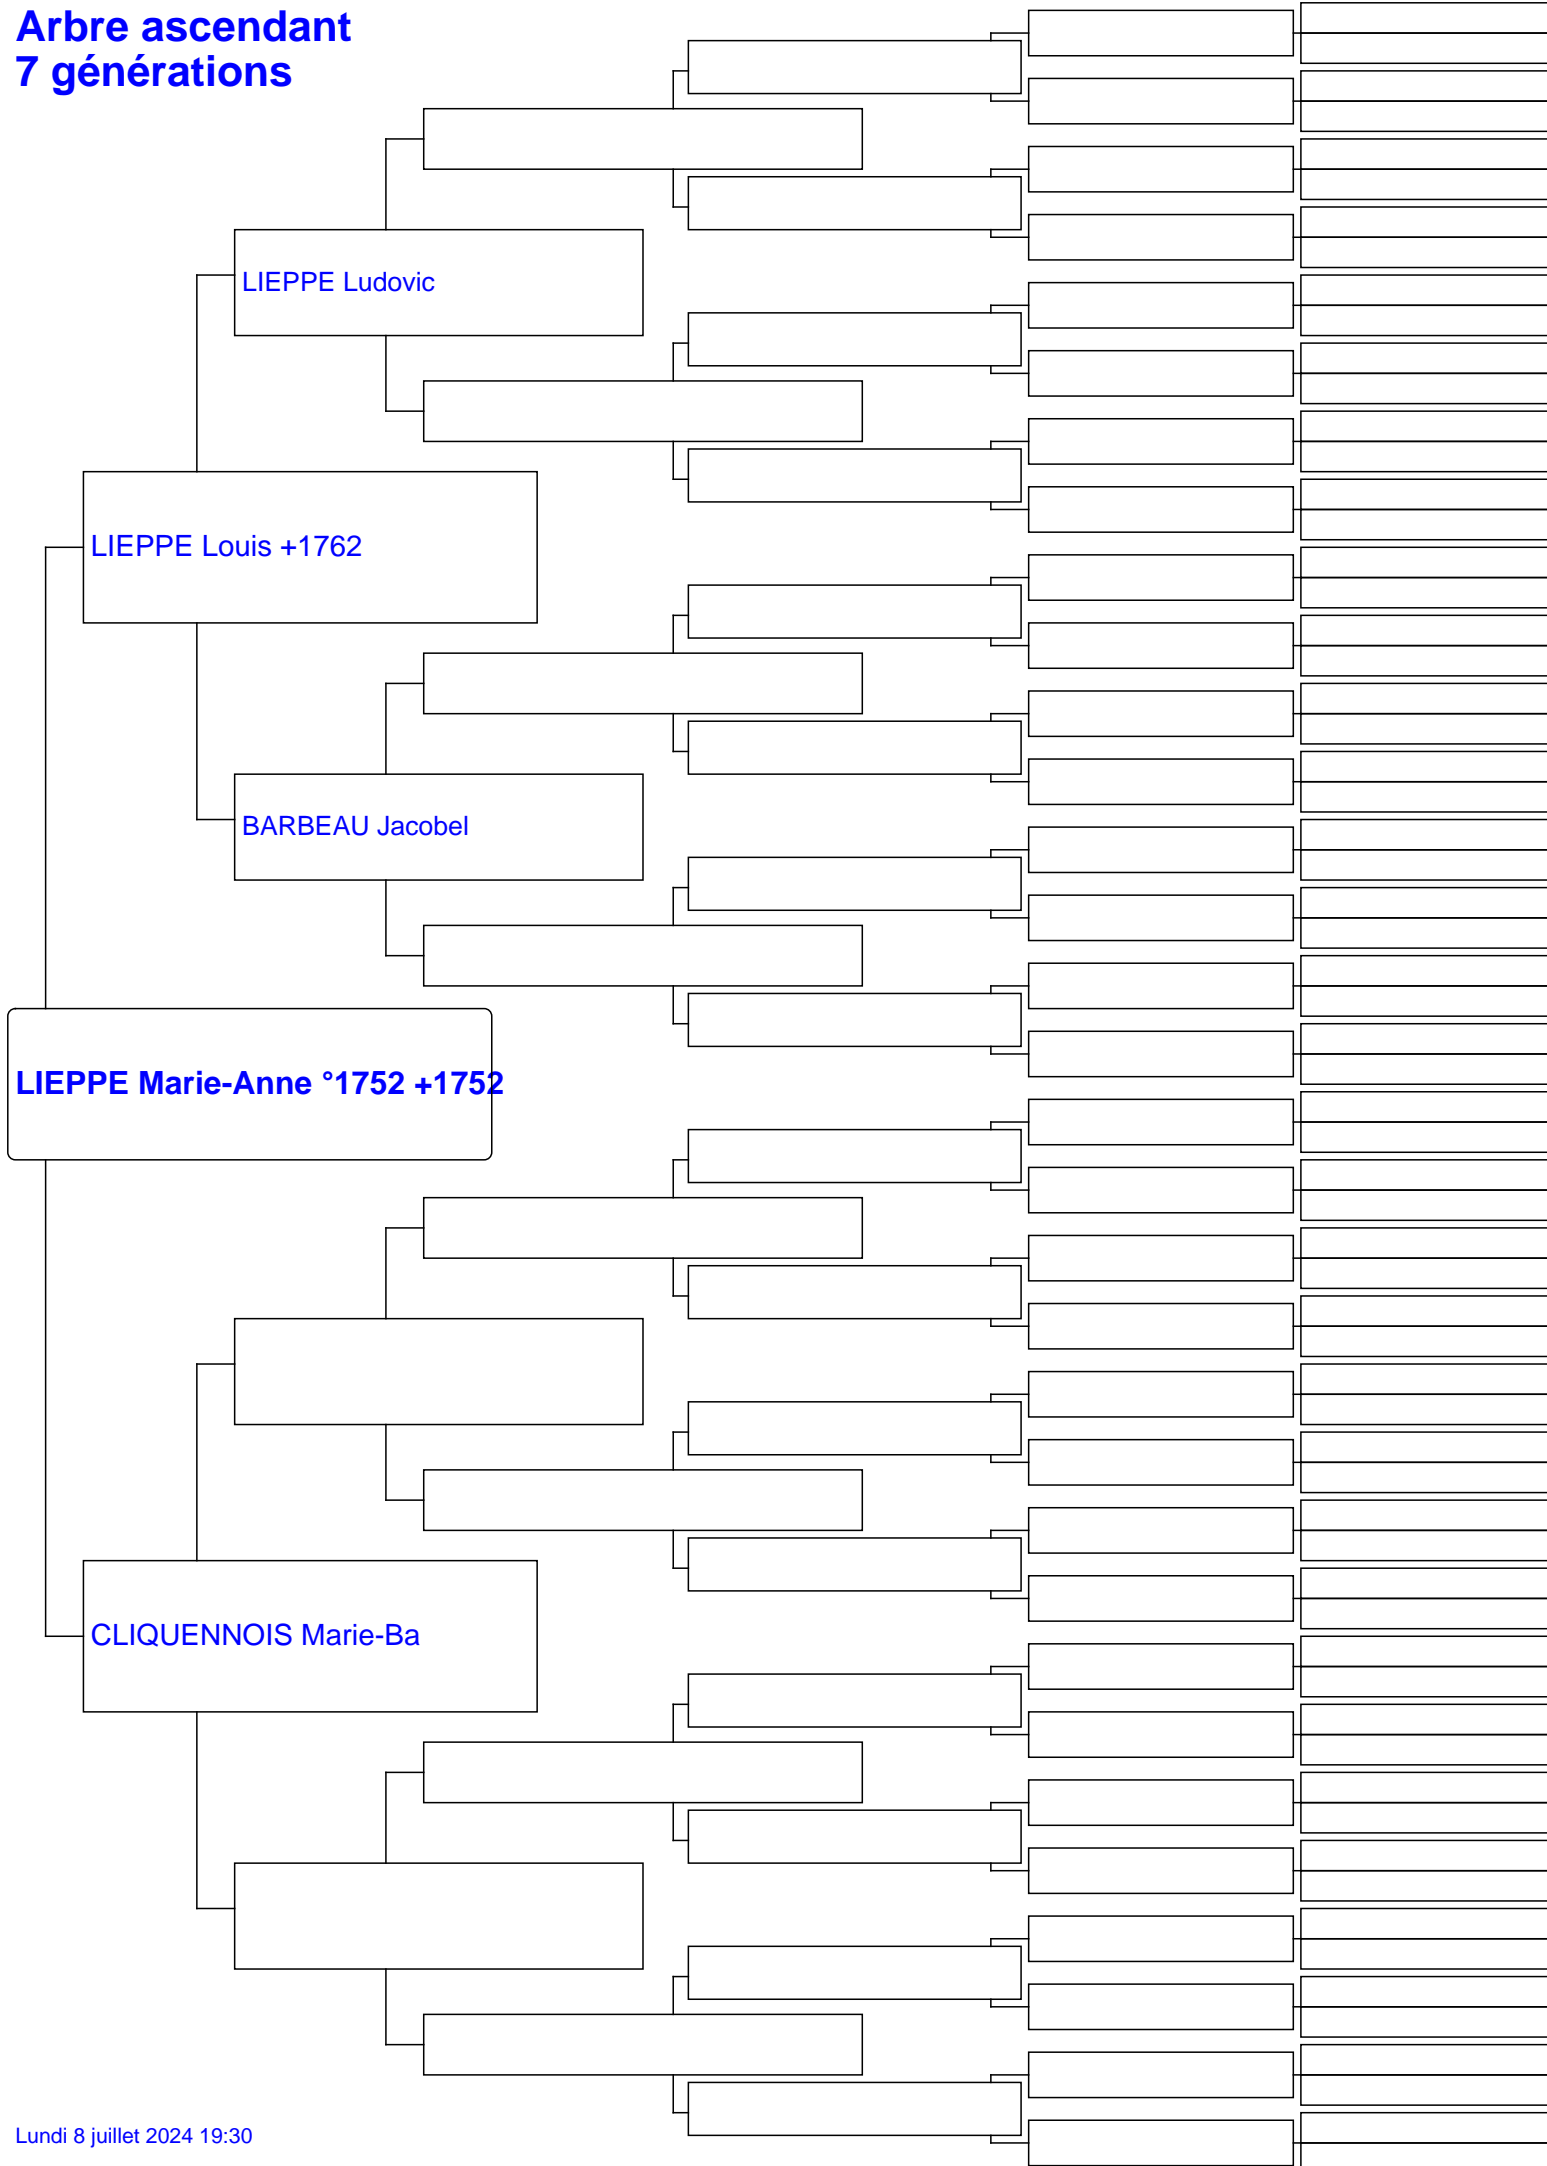 Arbre ascendant
7 générations
LIEPPE Ludovic
LIEPPE Louis +1762
BARBEAU Jacobel
LIEPPE Marie-Anne °1752 +1752
CLIQUENNOIS Marie-Ba
Lundi 8 juillet 2024 19:30